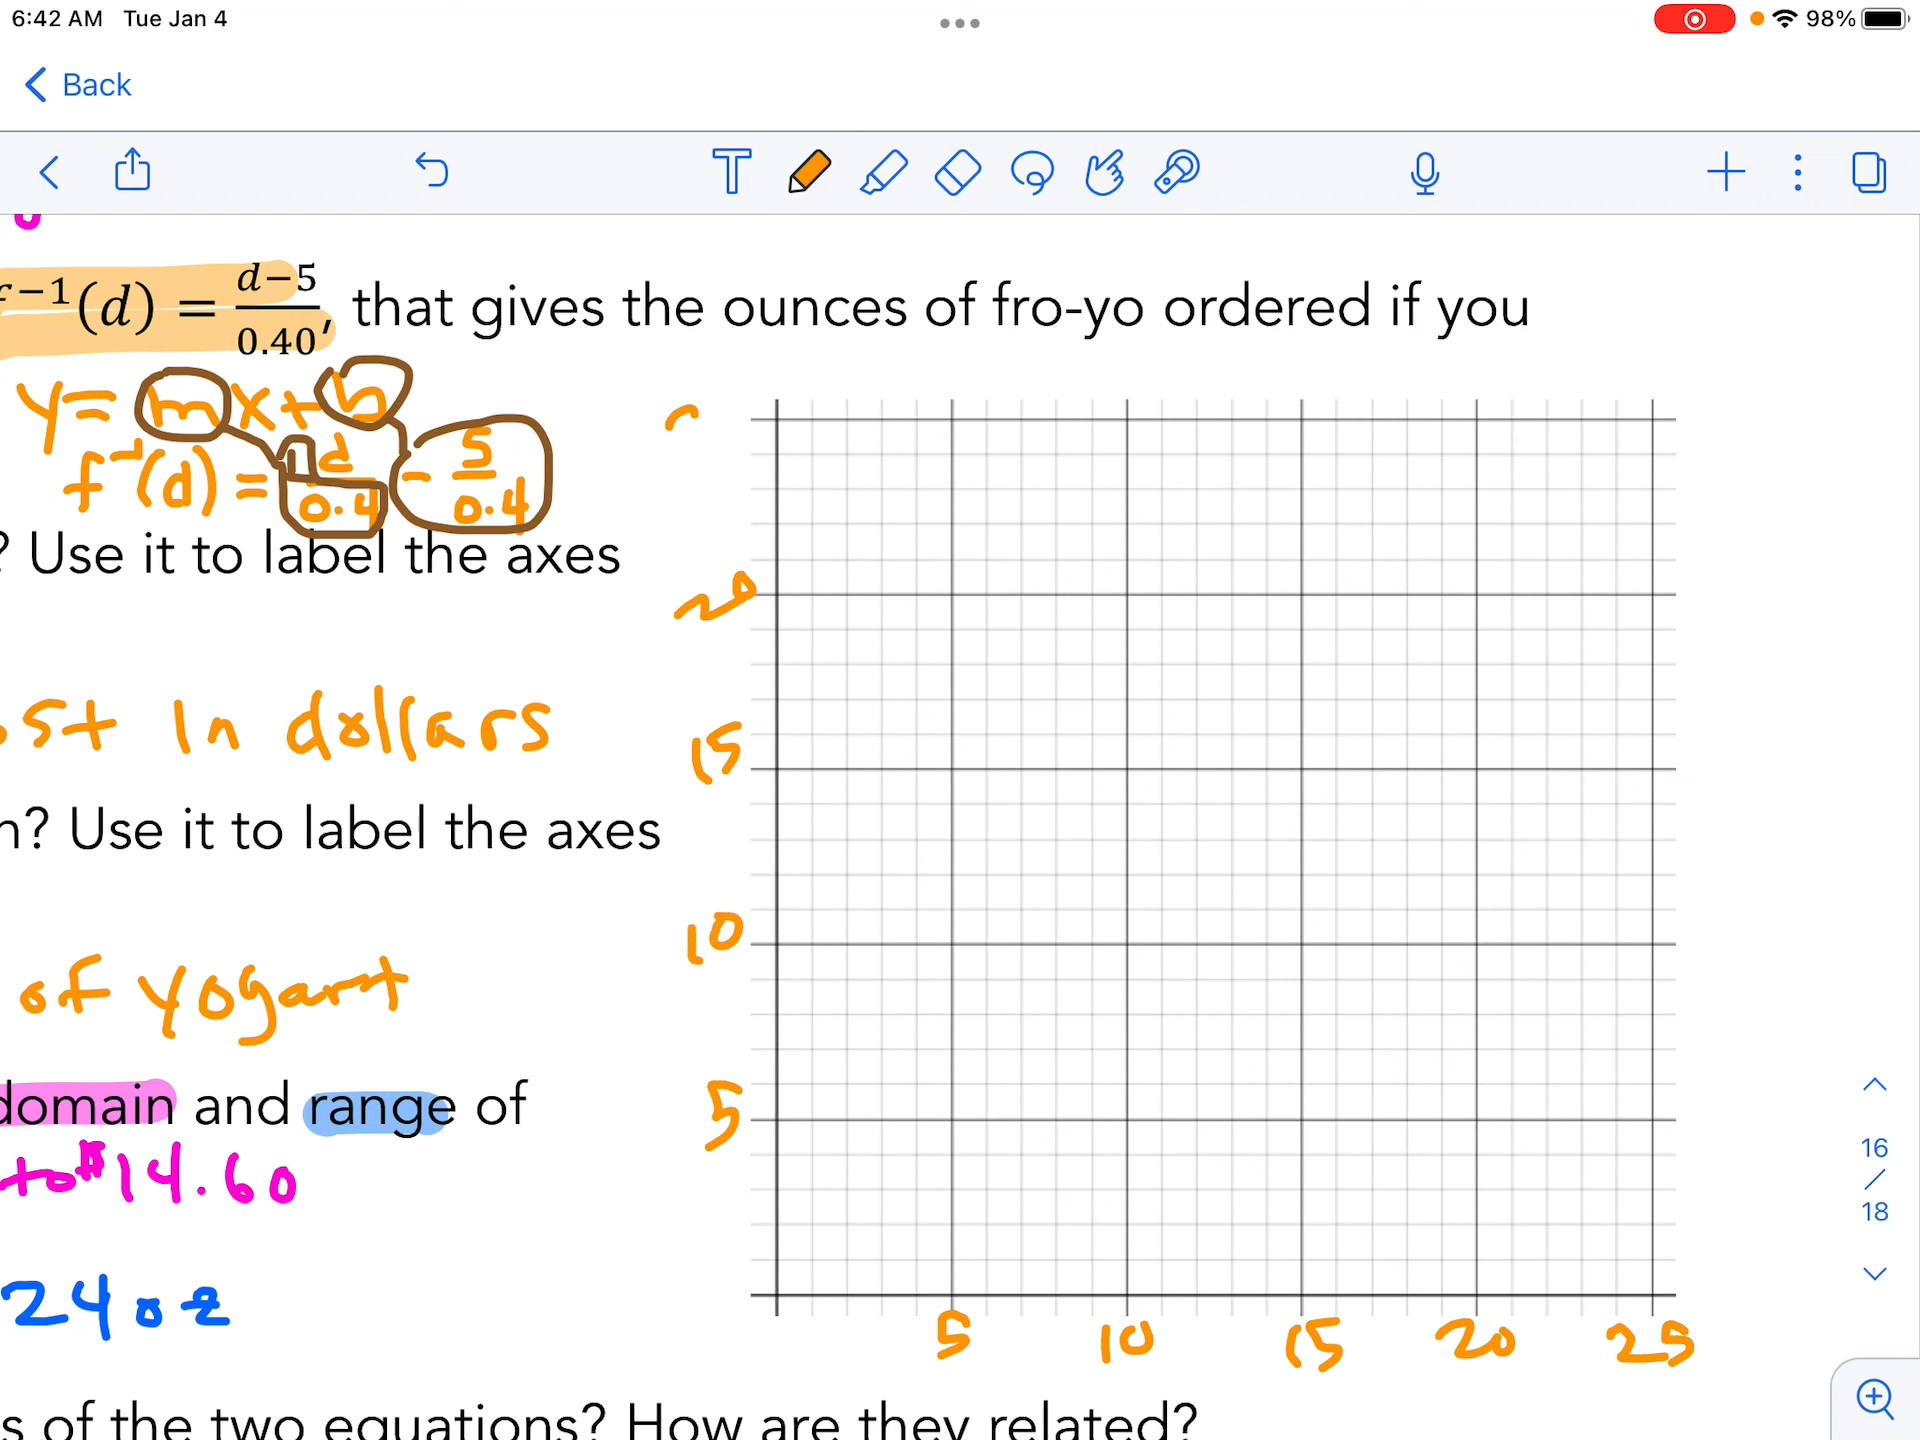 6:42 AM Tue Jan 4
98%
Back
f⁻¹(d) = (d−5)/0.40, that gives the ounces of fro-yo ordered if you
y = mx + b
f⁻¹(d) = 1d/0.4 − 5/0.4
? Use it to label the axes
20
ost in dollars
15
n? Use it to label the axes
10
of yogart
domain and range of
5
to $14.60
16
/
18
24 oz
5 10 15 20 25
s of the two equations? How are they related?